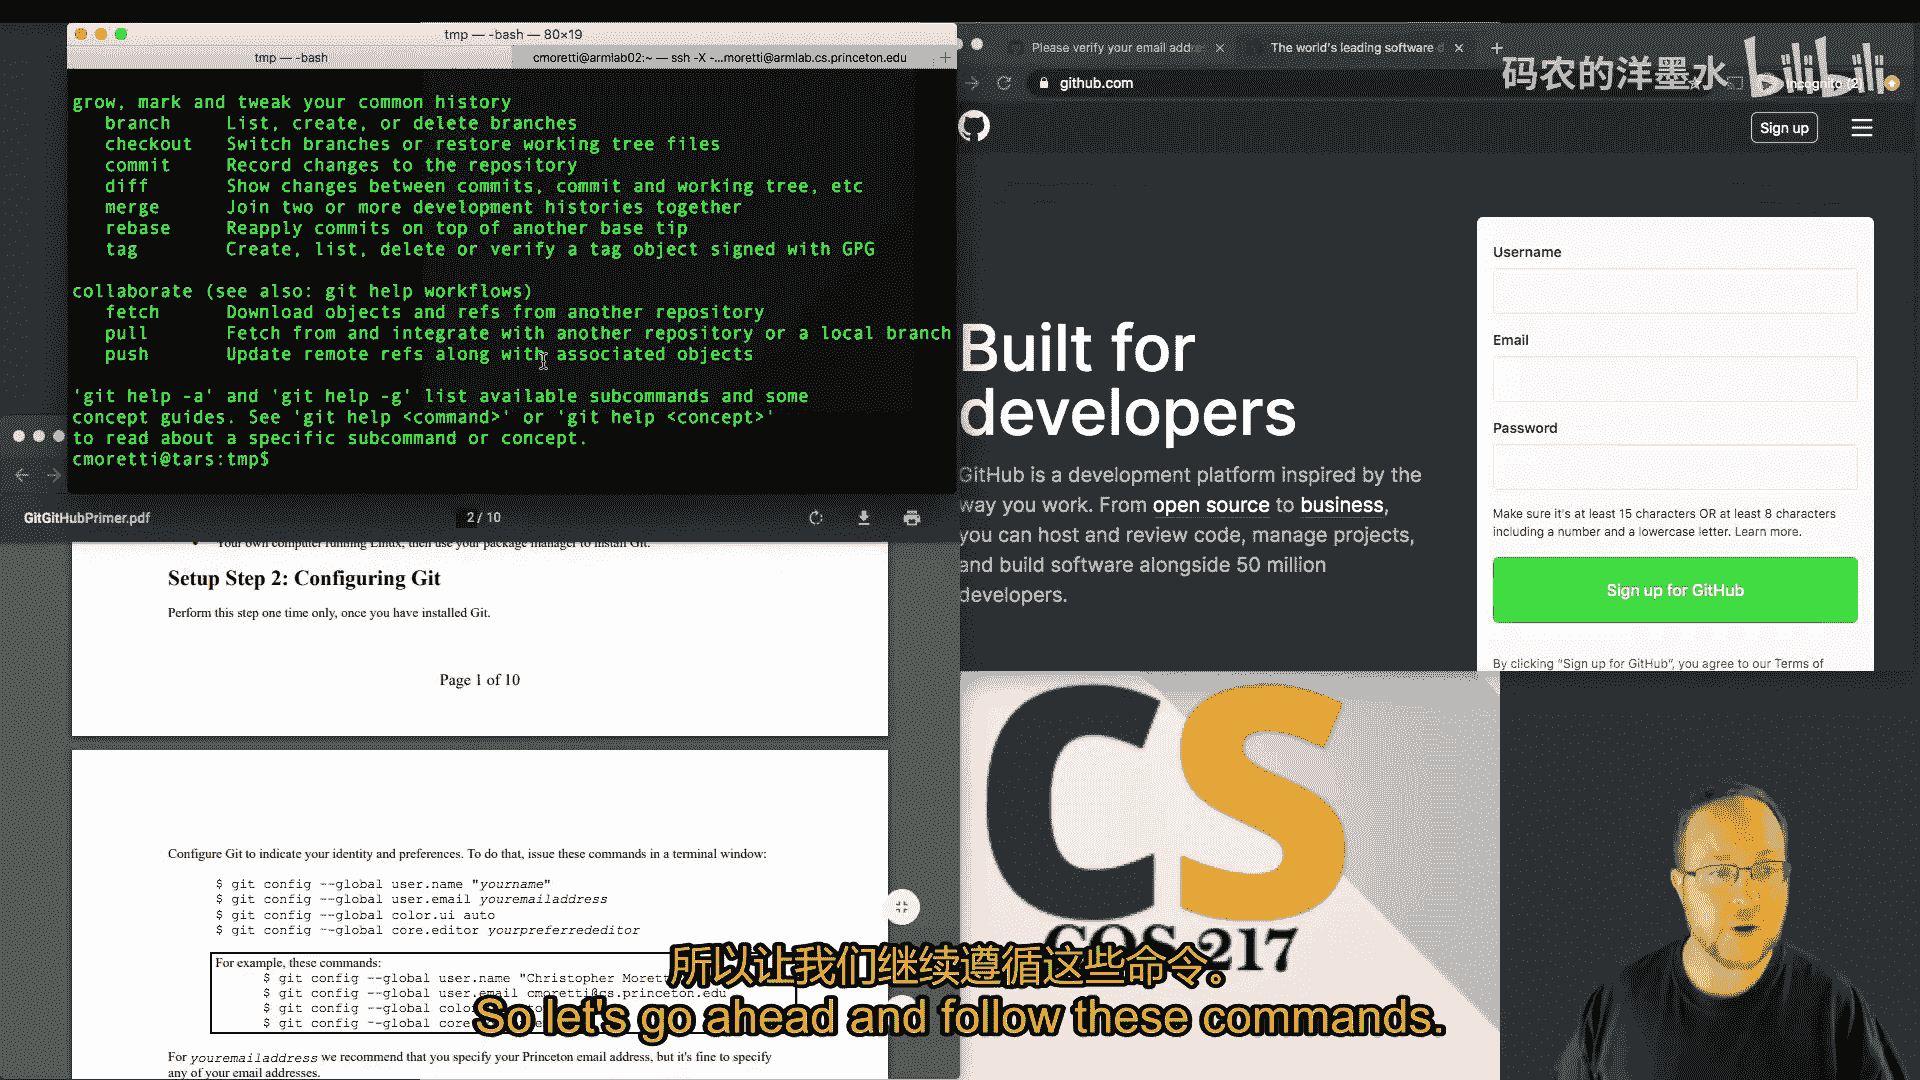 tmp — -bash — 80×19
tmp — -bash
cmoretti@armlab02:~ — ssh -X -...moretti@armlab.cs.princeton.edu
grow, mark and tweak your common history
branch List, create, or delete branches
checkout Switch branches or restore working tree files
commit Record changes to the repository
diff Show changes between commits, commit and working tree, etc
merge Join two or more development histories together
rebase Reapply commits on top of another base tip
tag Create, list, delete or verify a tag object signed with GPG
collaborate (see also: git help workflows)
fetch Download objects and refs from another repository
pull Fetch from and integrate with another repository or a local branch
push Update remote refs along with associated objects
'git help -a' and 'git help -g' list available subcommands and some
concept guides. See 'git help <command>' or 'git help <concept>'
to read about a specific subcommand or concept.
cmoretti@tars:tmp$
Please verify your email addre
The world's leading software d
github.com
Incognito (2)
码农的洋墨水
bilibili
Sign up
Built for
developers
GitHub is a development platform inspired by the
way you work. From open source to business,
you can host and review code, manage projects,
and build software alongside 50 million
developers.
Username
Email
Password
Make sure it's at least 15 characters OR at least 8 characters
including a number and a lowercase letter. Learn more.
Sign up for GitHub
By clicking “Sign up for GitHub”, you agree to our Terms of
GitGitHubPrimer.pdf
2 / 10
Your own computer running Linux, then use your package manager to install Git.
Setup Step 2: Configuring Git
Perform this step one time only, once you have installed Git.
Page 1 of 10
Configure Git to indicate your identity and preferences. To do that, issue these commands in a terminal window:
$ git config --global user.name "yourname"
$ git config --global user.email youremailaddress
$ git config --global color.ui auto
$ git config --global core.editor yourpreferrededitor
For example, these commands:
$ git config --global user.name "Christopher
$ git config --global user.email cmoretti@cs.princeton.edu
$ git config --global
$ git config --global
For youremailaddress we recommend that you specify your Princeton email address, but it's fine to specify
any of your email addresses.
CS
COS 217
所以让我们继续遵循这些命令。
So let's go ahead and follow these commands.